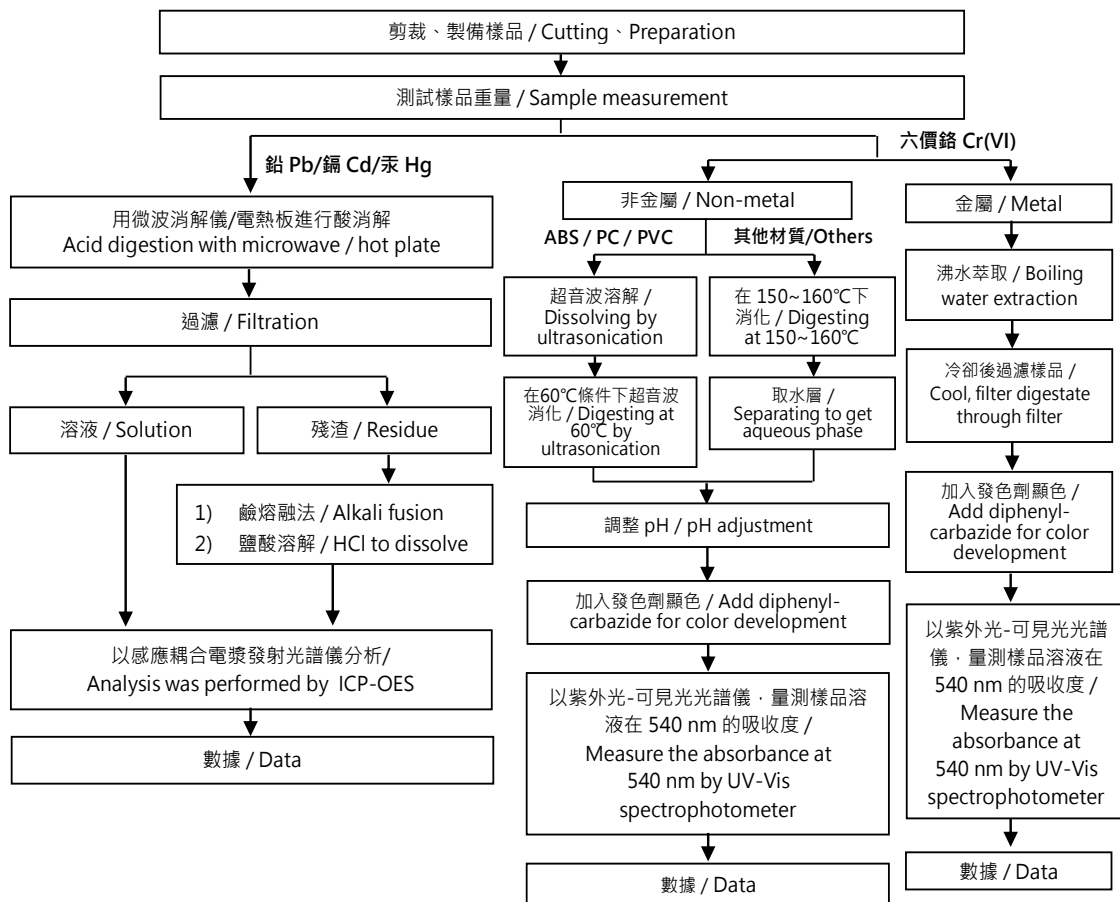 剪裁、製備樣品 / Cutting、Preparation
測試樣品重量 / Sample measurement
鉛 Pb/鎘 Cd/汞 Hg
六價鉻 Cr(VI)
用微波消解儀/電熱板進行酸消解
Acid digestion with microwave / hot plate
過濾 / Filtration
溶液 / Solution
殘渣 / Residue
1) 鹼熔融法 / Alkali fusion
2) 鹽酸溶解 / HCl to dissolve
以感應耦合電漿發射光譜儀分析/
Analysis was performed by ICP-OES
數據 / Data
非金屬 / Non-metal
ABS / PC / PVC
其他材質/Others
超音波溶解 /
Dissolving by
ultrasonication
在60℃條件下超音波
消化 / Digesting at
60℃ by
ultrasonication
在 150~160℃下
消化 / Digesting
at 150~160℃
取水層 /
Separating to get
aqueous phase
調整 pH / pH adjustment
加入發色劑顯色 / Add diphenyl-
carbazide for color development
以紫外光-可見光光譜儀，量測樣品溶
液在 540 nm 的吸收度 /
Measure the absorbance at
540 nm by UV-Vis
spectrophotometer
數據 / Data
金屬 / Metal
沸水萃取 / Boiling
water extraction
冷卻後過濾樣品 /
Cool, filter digestate
through filter
加入發色劑顯色 /
Add diphenyl-
carbazide for color
development
以紫外光-可見光光譜
儀，量測樣品溶液在
540 nm 的吸收度 /
Measure the
absorbance at
540 nm by UV-Vis
spectrophotometer
數據 / Data